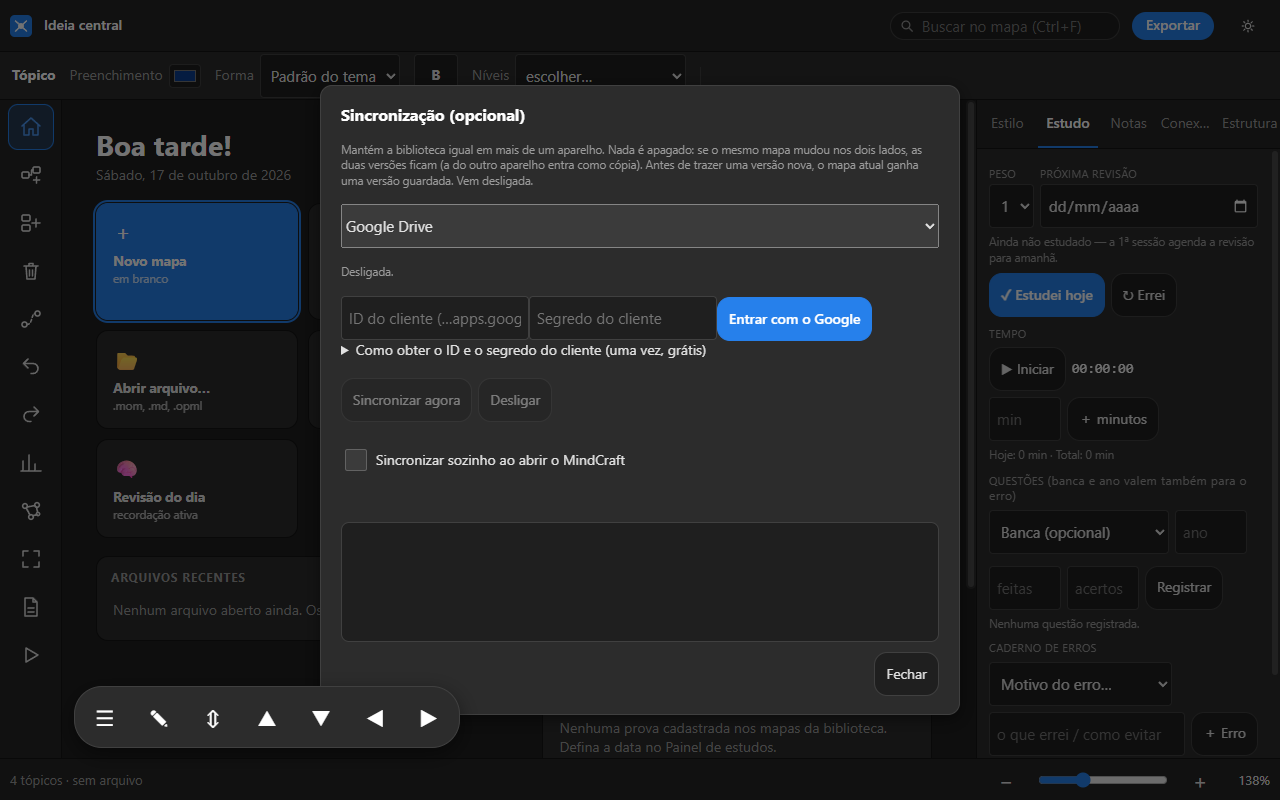 Ideia central
Buscar no mapa (Ctrl+F)
Exportar
Tópico
Preenchimento
Forma
Padrão do tema
B
Níveis
escolher...
Boa tarde!
Sábado, 17 de outubro de 2026
+
Novo mapa
em branco
Abrir arquivo...
.mom, .md, .opml
Revisão do dia
recordação ativa
ARQUIVOS RECENTES
Nenhum arquivo aberto ainda. Os
Sincronização (opcional)
Mantém a biblioteca igual em mais de um aparelho. Nada é apagado: se o mesmo mapa mudou nos dois lados, as
duas versões ficam (a do outro aparelho entra como cópia). Antes de trazer uma versão nova, o mapa atual ganha
uma versão guardada. Vem desligada.
Google Drive
Desligada.
ID do cliente (...apps.goog
Segredo do cliente
Entrar com o Google
Como obter o ID e o segredo do cliente (uma vez, grátis)
Sincronizar agora
Desligar
Sincronizar sozinho ao abrir o MindCraft
Fechar
Nenhuma prova cadastrada nos mapas da biblioteca.
Defina a data no Painel de estudos.
Estilo
Estudo
Notas
Conex...
Estrutura
PESO
PRÓXIMA REVISÃO
1
dd/mm/aaaa
Ainda não estudado — a 1ª sessão agenda a revisão
para amanhã.
✓ Estudei hoje
↻ Errei
TEMPO
▶ Iniciar
00:00:00
min
+ minutos
Hoje: 0 min · Total: 0 min
QUESTÕES (banca e ano valem também para o
erro)
Banca (opcional)
ano
feitas
acertos
Registrar
Nenhuma questão registrada.
CADERNO DE ERROS
Motivo do erro...
o que errei / como evitar
+ Erro
4 tópicos · sem arquivo
−
+
138%